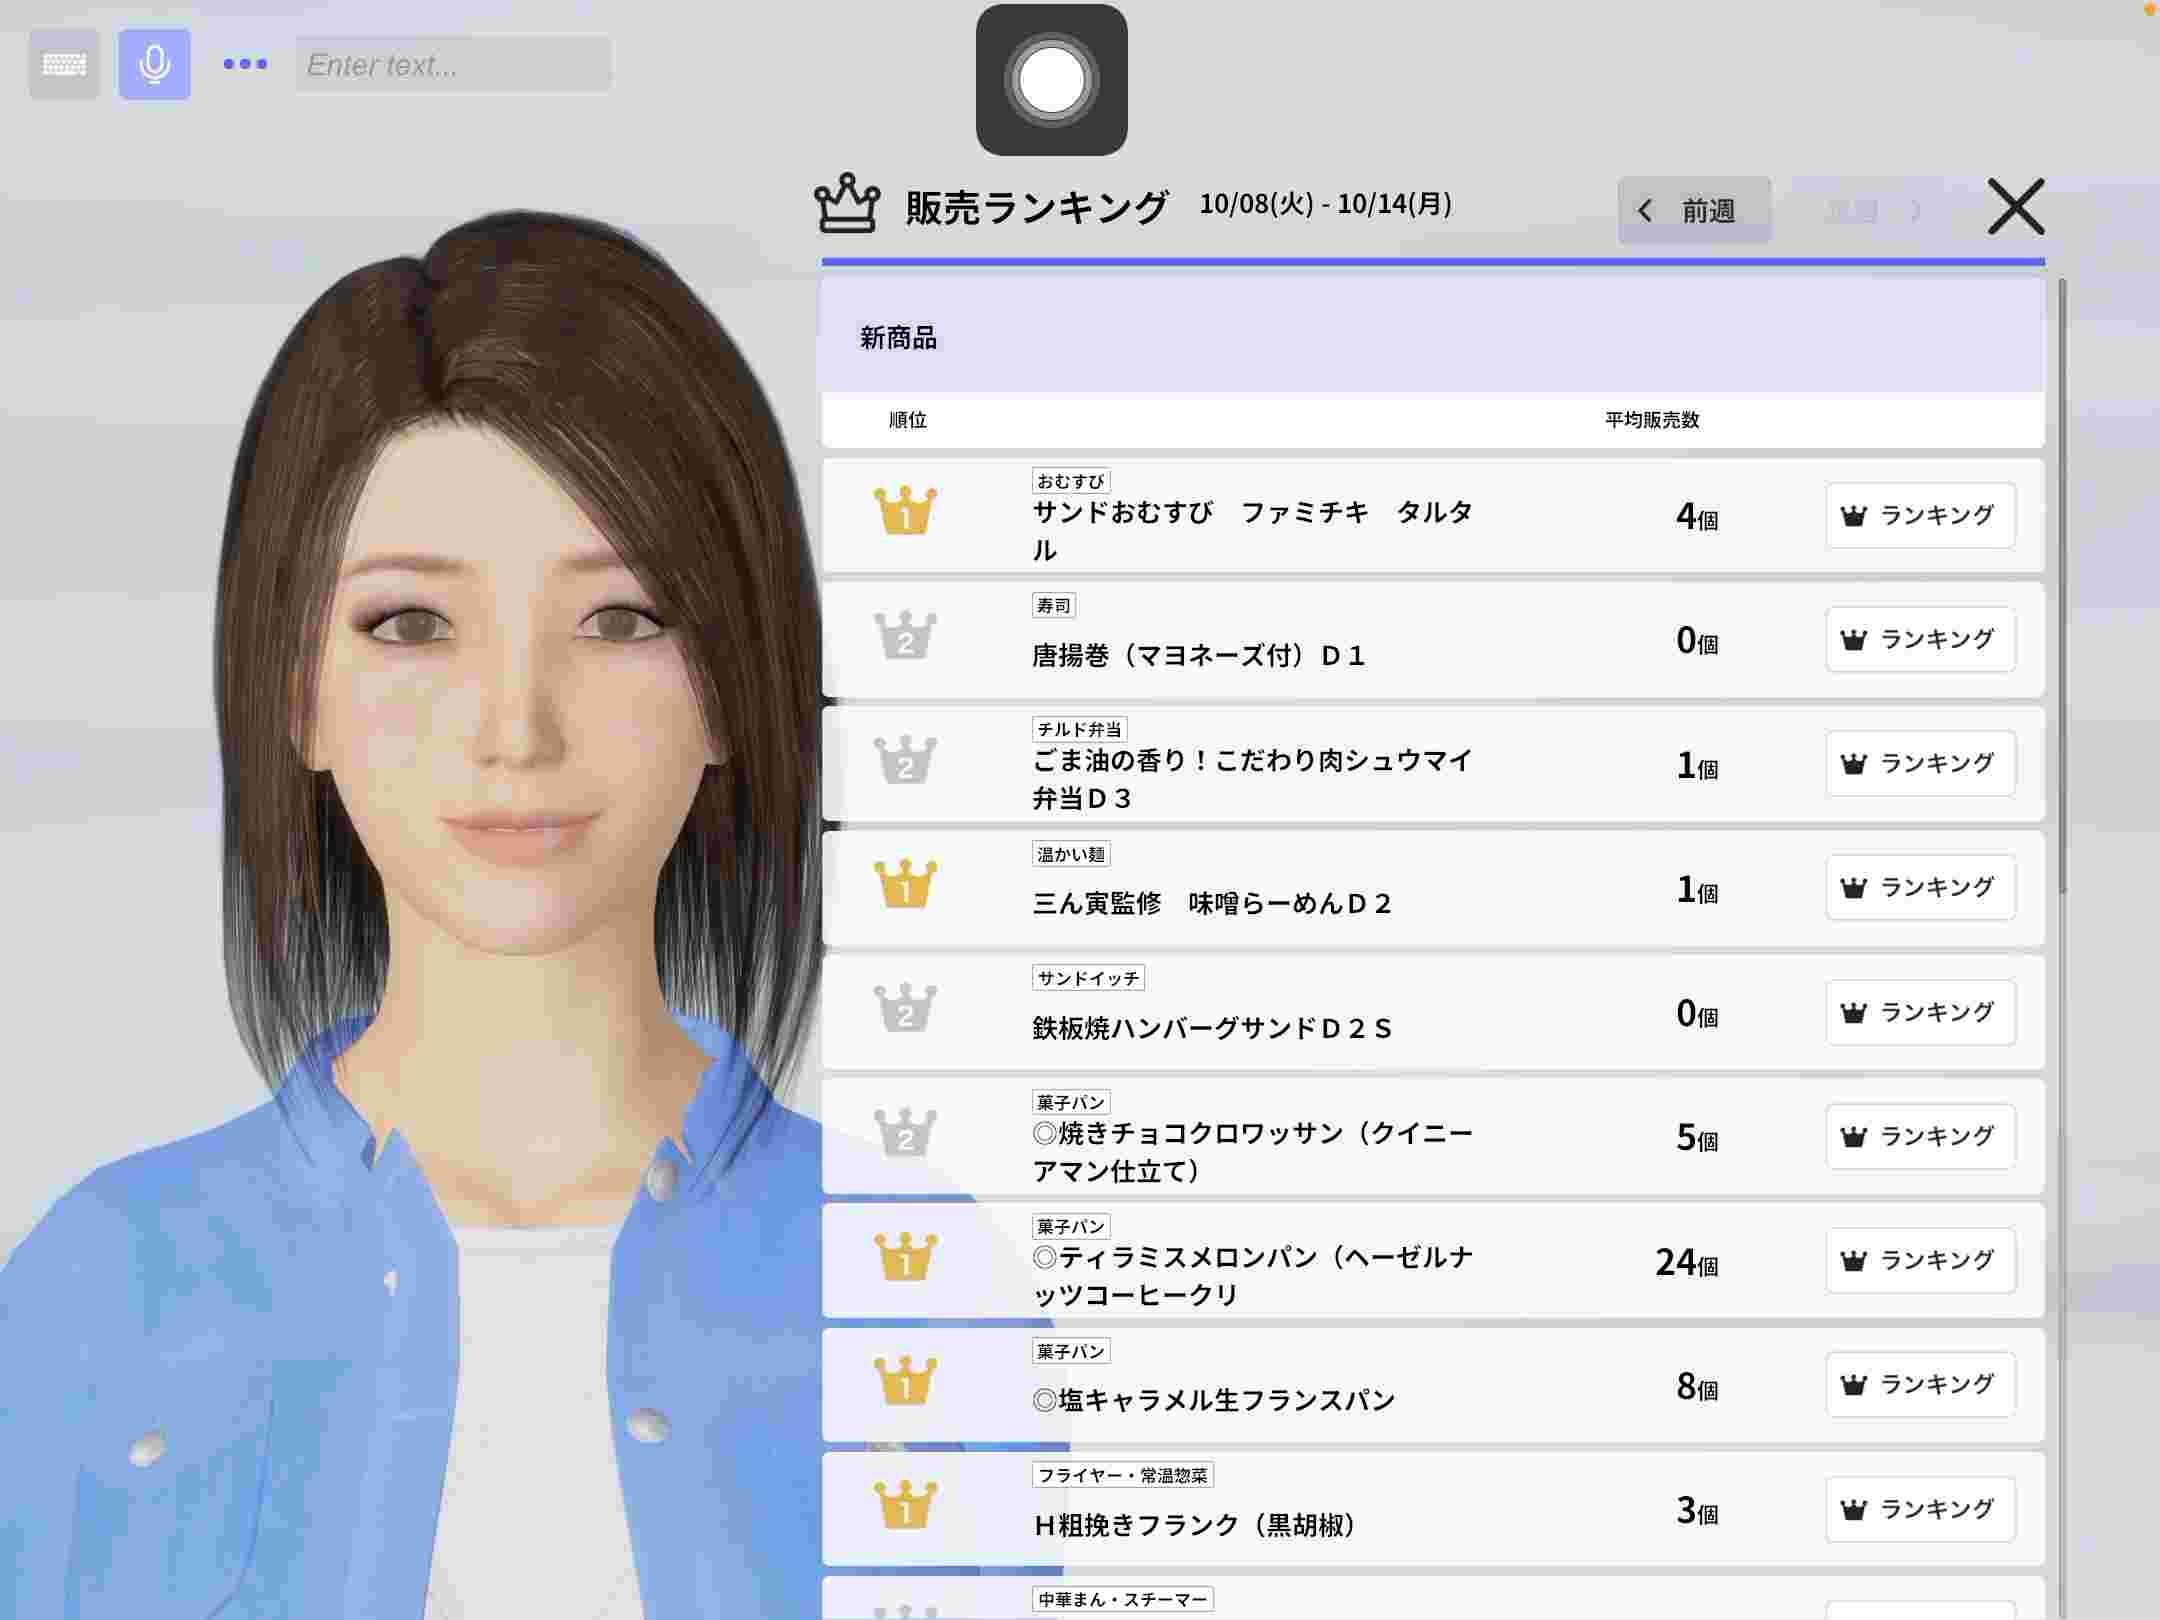 Enter text...
販売ランキング 10/08(火) - 10/14(月)
前週
新商品
順位 平均販売数
おむすび
1 サンドおむすび　ファミチキ　タルタ
ル
4個 ランキング
寿司
2 唐揚巻（マヨネーズ付）Ｄ１
0個 ランキング
チルド弁当
2 ごま油の香り！こだわり肉シュウマイ
弁当Ｄ３
1個 ランキング
温かい麺
1 三ん寅監修　味噌らーめんＤ２
1個 ランキング
サンドイッチ
2 鉄板焼ハンバーグサンドＤ２Ｓ
0個 ランキング
菓子パン
2 ◎焼きチョコクロワッサン（クイニー
アマン仕立て）
5個 ランキング
菓子パン
1 ◎ティラミスメロンパン（ヘーゼルナ
ッツコーヒークリ
24個 ランキング
菓子パン
1 ◎塩キャラメル生フランスパン
8個 ランキング
フライヤー・常温惣菜
1 Ｈ粗挽きフランク（黒胡椒）
3個 ランキング
中華まん・スチーマー